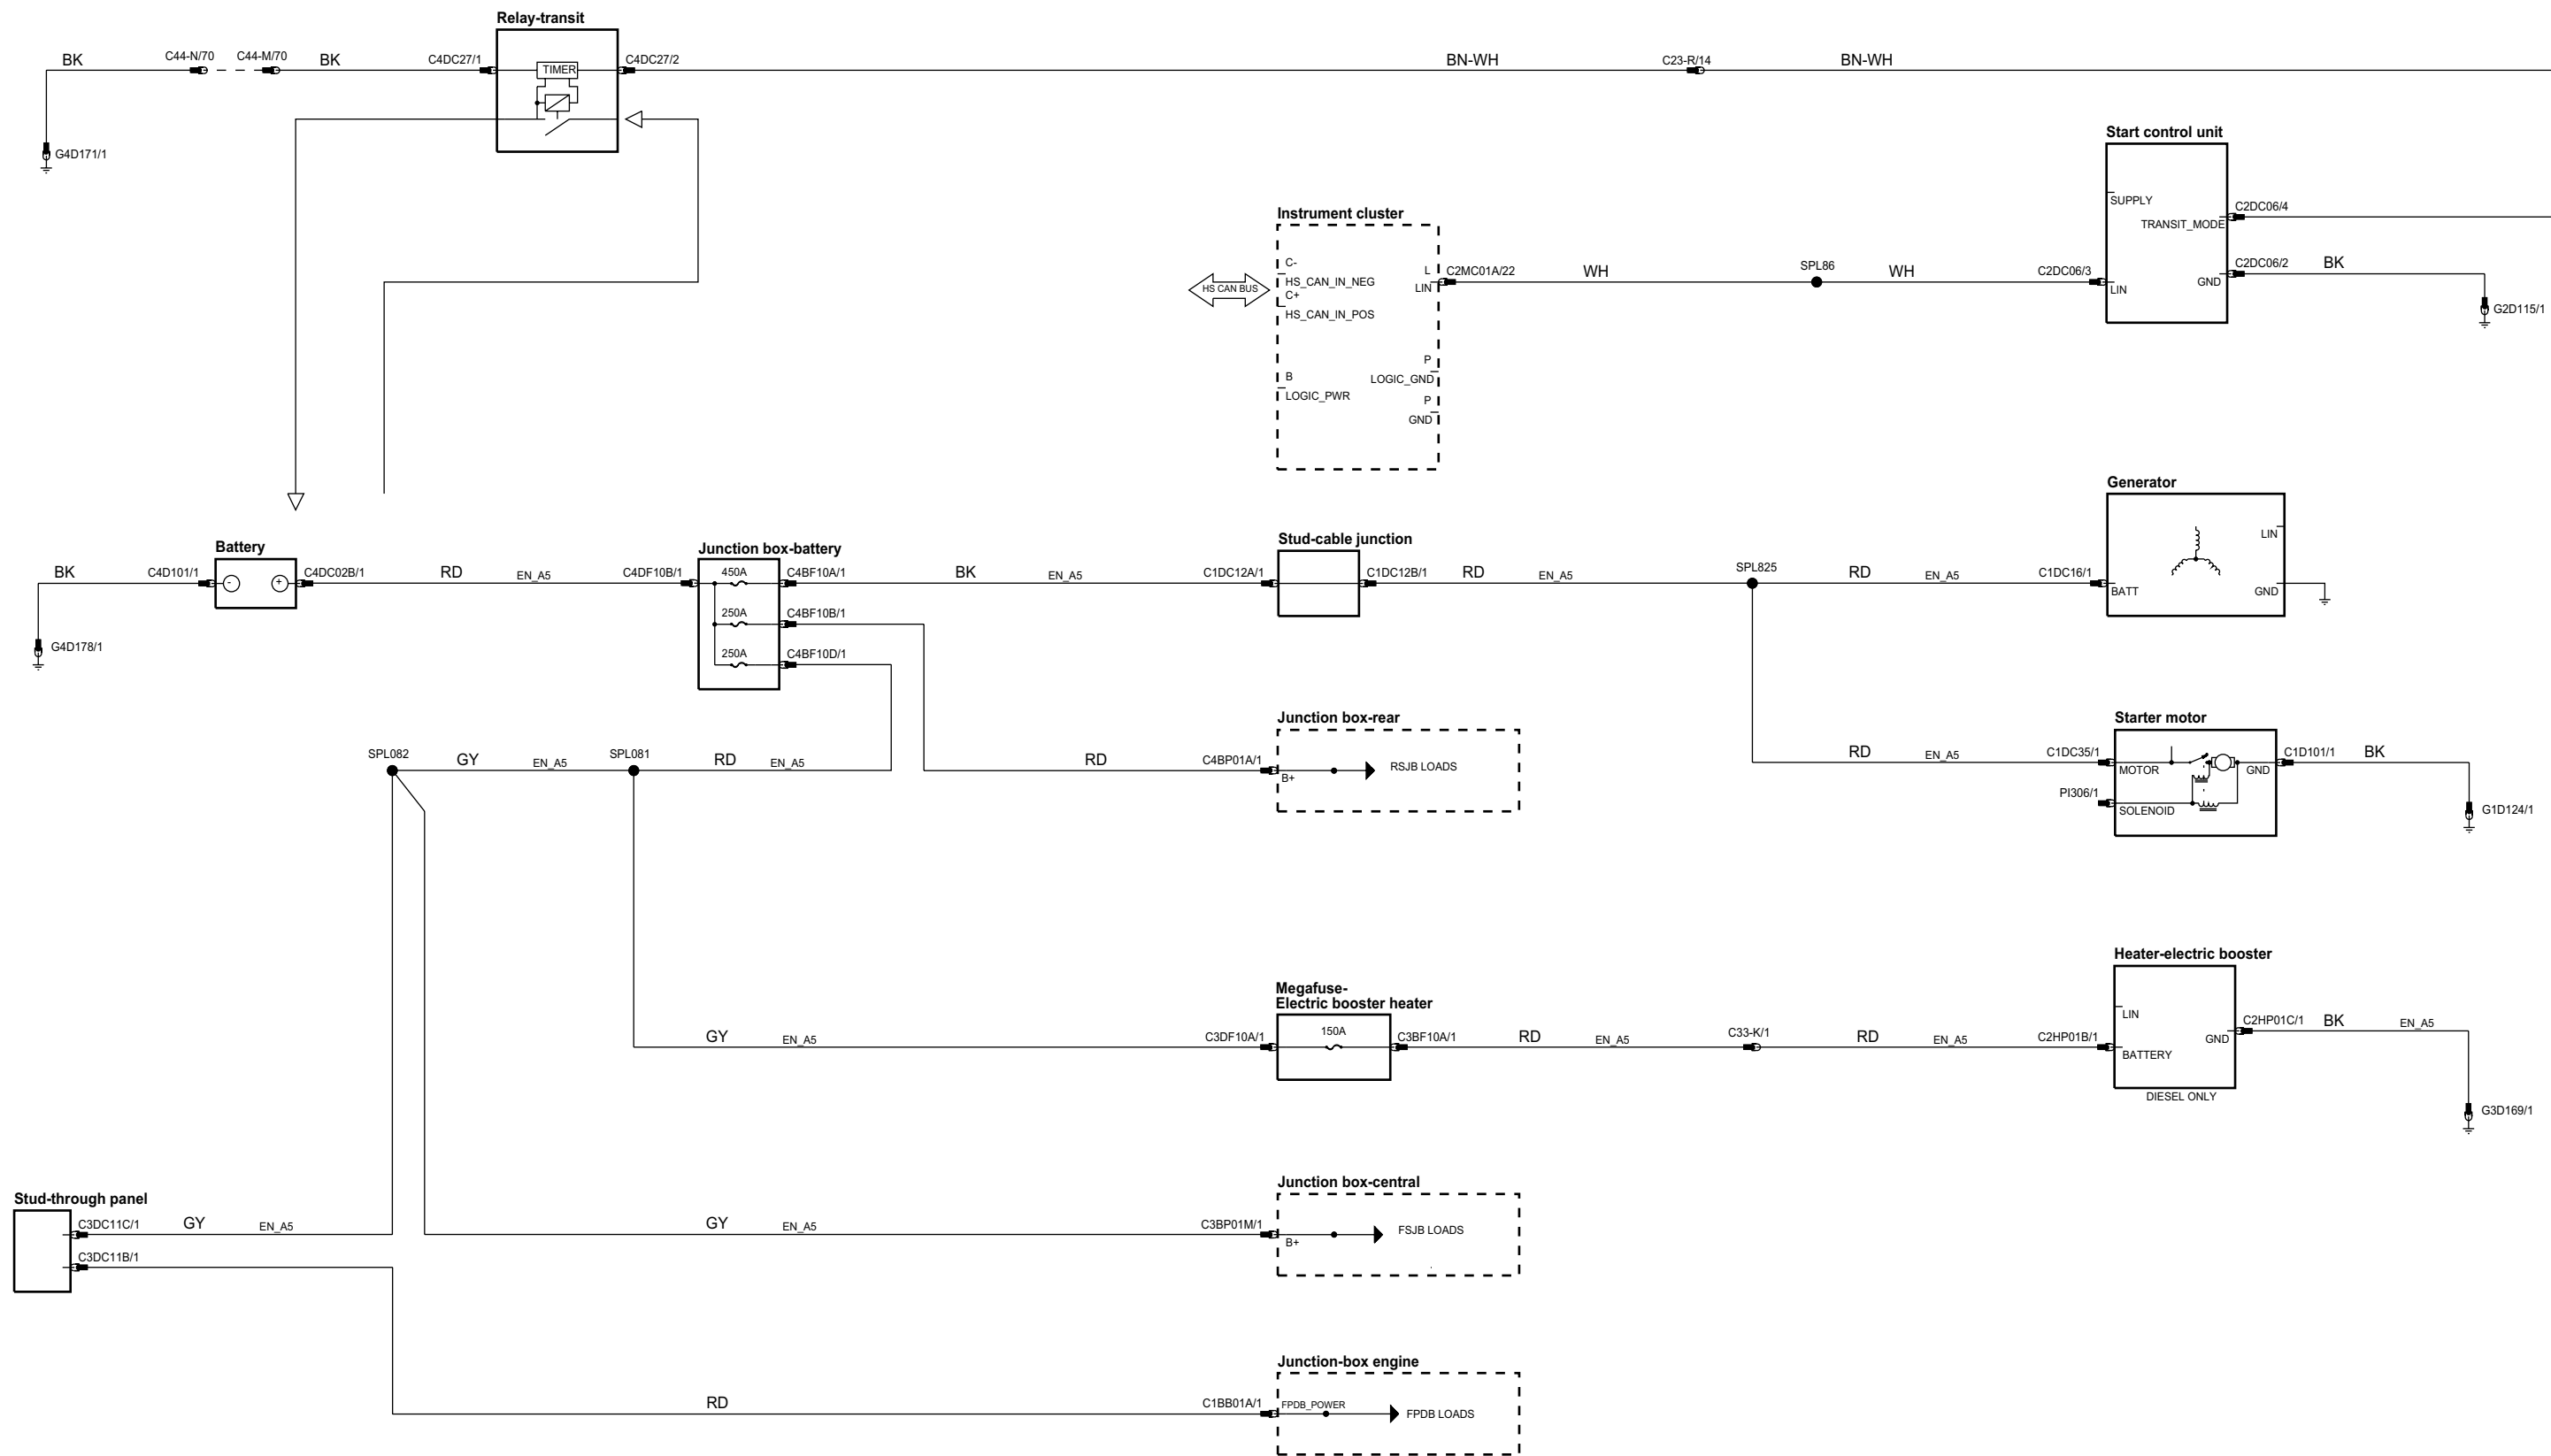 Relay-transit
BK
C44-N/70
C44-M/70
BK
C4DC27/1
TIMER
C4DC27/2
BN-WH
C23-R/14
BN-WH
G4D171/1
Start control unit
SUPPLY
TRANSIT_MODE
C2DC06/4
LIN
GND
C2DC06/2
BK
G2D115/1
Instrument cluster
HS CAN BUS
C-
HS_CAN_IN_NEG
C+
HS_CAN_IN_POS
L
LIN
C2MC01A/22
WH
SPL86
WH
C2DC06/3
P
LOGIC_GND
B
LOGIC_PWR
P
GND
Generator
LIN
BATT
GND
Battery
BK
C4D101/1
-
+
C4DC02B/1
RD
EN_A5
C4DF10B/1
G4D178/1
Junction box-battery
450A
C4BF10A/1
BK
EN_A5
C1DC12A/1
250A
C4BF10B/1
250A
C4BF10D/1
Stud-cable junction
C1DC12B/1
RD
EN_A5
SPL825
RD
EN_A5
C1DC16/1
Junction box-rear
RD
C4BP01A/1
B+
RSJB LOADS
Starter motor
RD
EN_A5
C1DC35/1
MOTOR
GND
C1D101/1
BK
PI306/1
SOLENOID
G1D124/1
SPL082
GY
EN_A5
SPL081
RD
EN_A5
Megafuse-
Electric booster heater
GY
EN_A5
C3DF10A/1
150A
C3BF10A/1
RD
EN_A5
C33-K/1
RD
EN_A5
C2HP01B/1
Heater-electric booster
LIN
BATTERY
GND
C2HP01C/1
BK
EN_A5
DIESEL ONLY
G3D169/1
Stud-through panel
C3DC11C/1
GY
EN_A5
C3DC11B/1
Junction box-central
GY
EN_A5
C3BP01M/1
B+
FSJB LOADS
Junction-box engine
RD
C1BB01A/1
FPDB_POWER
FPDB LOADS